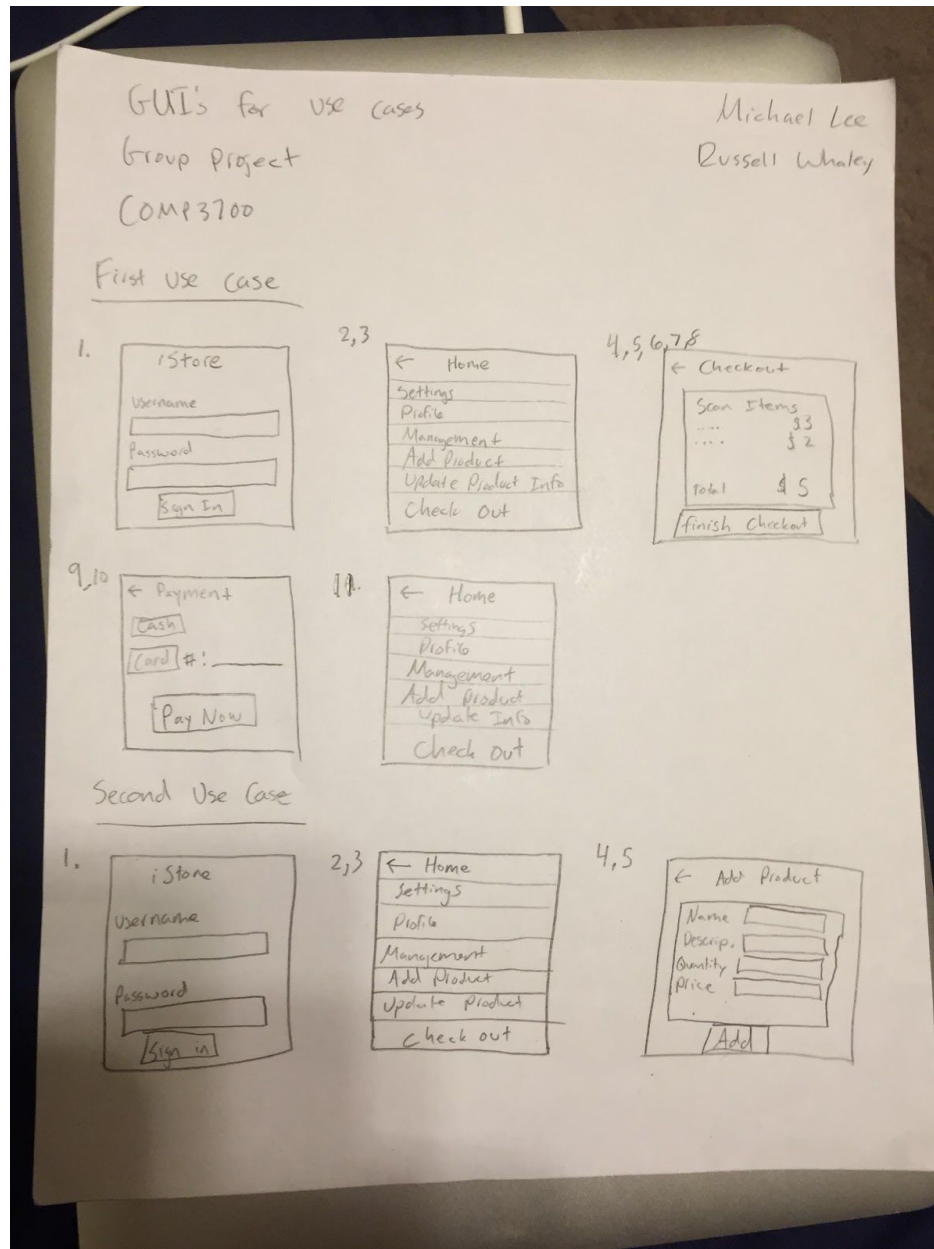 GUI's for use cases
Michael Lee
Group Project
Russell Whaley
COMP3700
First Use Case
1.
iStore
Username
Password
Sign In
2,3
← Home
Settings
Profile
Management
Add Product
Update Product Info
Check Out
4,5,6,7,8
← Checkout
Scan Items
.... $3
.... $2
Total $5
Finish Checkout
9,10
← Payment
Cash
Card #: ______
Pay Now
11.
← Home
Settings
Profile
Management
Add Product
Update Info
Check Out
Second Use Case
1.
iStore
Username
Password
Sign in
2,3
← Home
Settings
Profile
Management
Add Product
Update Product
Check out
4,5
← Add Product
Name
Descrip.
Quantity
Price
Add